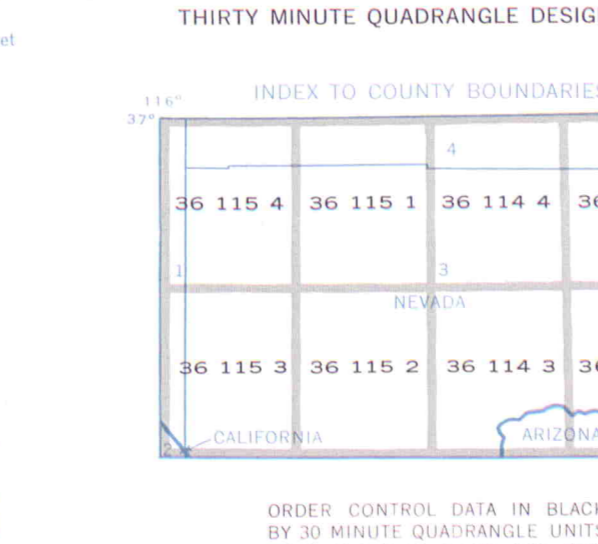 THIRTY MINUTE QUADRANGLE DESIG
et
INDEX TO COUNTY BOUNDARIES
116°
37°
4
36 115 4 36 115 1 36 114 4 36
1 3
NEVADA
36 115 3 36 115 2 36 114 3 36
CALIFORNIA ARIZONA
2
ORDER CONTROL DATA IN BLACK
BY 30 MINUTE QUADRANGLE UNITS